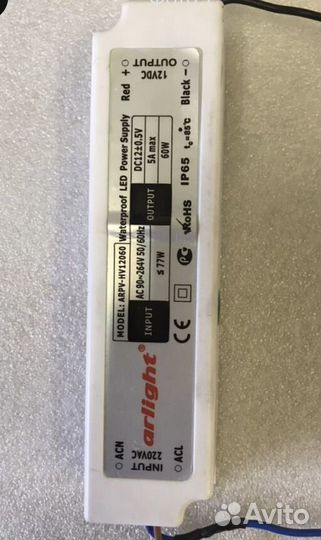 INPUT
220VAC
ACN
ACL
arlight®
MODEL: ARPV-HV12060
Waterproof LED Power Supply
INPUT
AC 90~264V 50/60Hz
≤77W
OUTPUT
DC12±0.5V
5A max
60W
CE
RoHS
IP65
tc=85℃
OUTPUT
12VDC
Red +
Black −
Avito